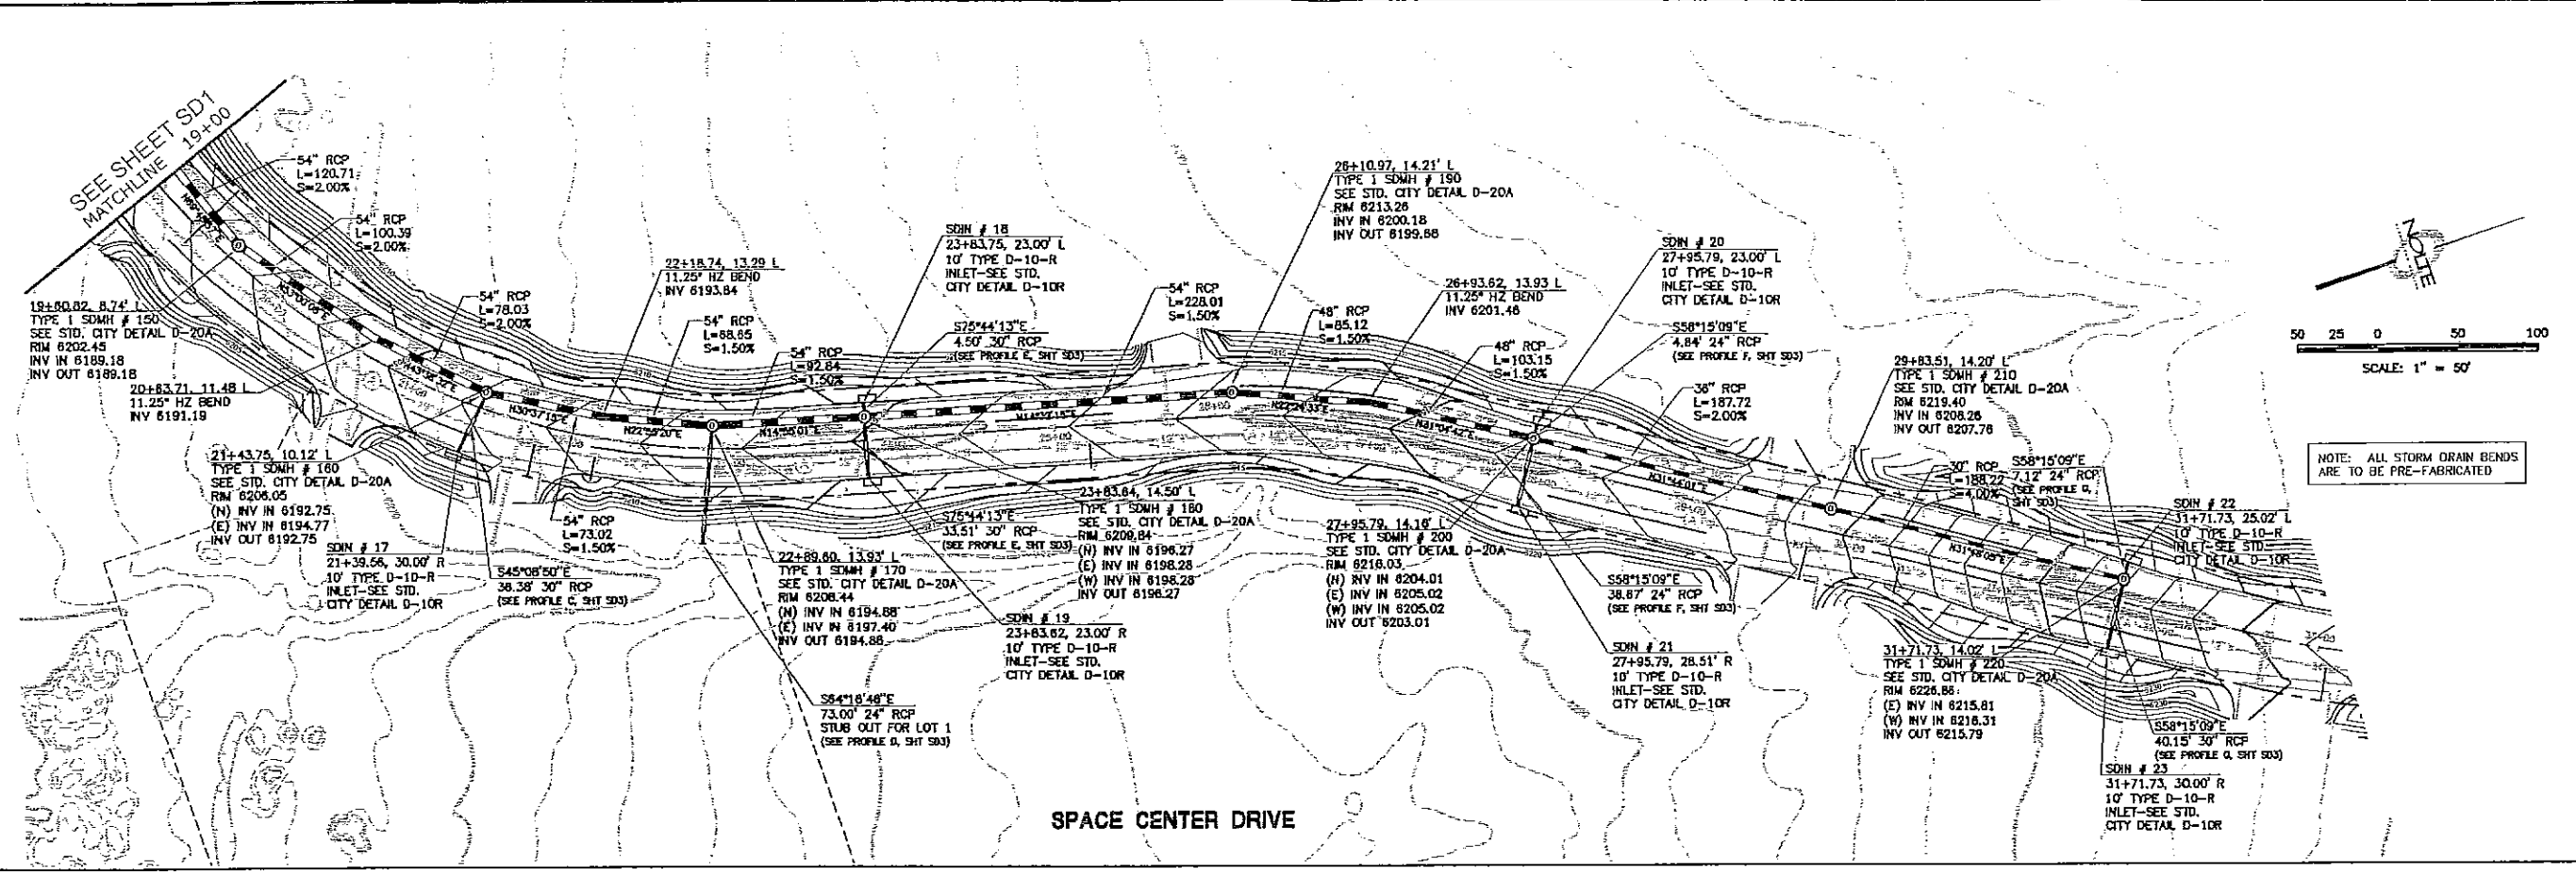 SEE SHEET SD1
MATCHLINE 19+00
54" RCP
L=120.71
S=2.00%
54" RCP
L=100.39
S=2.00%
19+60.82, 8.74' L
TYPE 1 SDMH # 150
SEE STD. CITY DETAIL D-20A
RIM 6202.45
INV IN 6189.18
INV OUT 6189.18
20+63.71, 11.48 L
11.25° HZ BEND
INV 6191.19
54" RCP
L=78.03
S=2.00%
21+43.75, 10.12' L
TYPE 1 SDMH # 160
SEE STD. CITY DETAIL D-20A
RIM 6206.05
(N) INV IN 6192.75
(E) INV IN 6194.77
INV OUT 6192.75
SDIN # 17
21+39.56, 30.00' R
10' TYPE D-10-R
INLET-SEE STD.
CITY DETAIL D-10R
S45°08'50"E
38.38' 30" RCP
(SEE PROFILE C, SHT SD3)
54" RCP
L=73.02
S=1.50%
22+18.74, 13.29 L
11.25° HZ BEND
INV 6193.84
54" RCP
L=68.65
S=1.50%
54" RCP
L=92.84
S=1.50%
N30°37'15"E
N22°55'20"E
N14°56'01"E
22+89.60, 13.93' L
TYPE 1 SDMH # 170
SEE STD. CITY DETAIL D-20A
RIM 6208.44
(N) INV IN 6194.88
(E) INV IN 6197.40
INV OUT 6194.88
S64°18'48"E
73.00' 24" RCP
STUB OUT FOR LOT 1
(SEE PROFILE D, SHT SD3)
SDIN # 18
23+83.75, 23.00' L
10' TYPE D-10-R
INLET-SEE STD.
CITY DETAIL D-10R
S75°44'13"E
4.50' 30" RCP
(SEE PROFILE E, SHT SD3)
S75°44'13"E
33.51' 30" RCP
(SEE PROFILE E, SHT SD3)
SDIN # 19
23+83.62, 23.00' R
10' TYPE D-10-R
INLET-SEE STD.
CITY DETAIL D-10R
23+83.64, 14.50' L
TYPE 1 SDMH # 180
SEE STD. CITY DETAIL D-20A
RIM 6209.84
(N) INV IN 6196.27
(E) INV IN 6198.28
(W) INV IN 6198.28
INV OUT 6196.27
54" RCP
L=228.01
S=1.50%
26+10.97, 14.21' L
TYPE 1 SDMH # 190
SEE STD. CITY DETAIL D-20A
RIM 6213.26
INV IN 6200.18
INV OUT 6199.68
48" RCP
L=85.12
S=1.50%
26+93.62, 13.93 L
11.25° HZ BEND
INV 6201.46
48" RCP
L=103.15
S=1.50%
N22°24'33"E
SDIN # 20
27+95.79, 23.00' L
10' TYPE D-10-R
INLET-SEE STD.
CITY DETAIL D-10R
S58°15'09"E
4.84' 24" RCP
(SEE PROFILE F, SHT SD3)
36" RCP
L=187.72
S=2.00%
27+95.79, 14.16' L
TYPE 1 SDMH # 200
SEE STD. CITY DETAIL D-20A
RIM 6216.03
(N) INV IN 6204.01
(E) INV IN 6205.02
(W) INV IN 6205.02
INV OUT 6203.01
S58°15'09"E
38.67' 24" RCP
(SEE PROFILE F, SHT SD3)
SDIN # 21
27+95.79, 28.51' R
10' TYPE D-10-R
INLET-SEE STD.
CITY DETAIL D-10R
29+83.51, 14.20' L
TYPE 1 SDMH # 210
SEE STD. CITY DETAIL D-20A
RIM 6219.40
INV IN 6208.26
INV OUT 6207.76
30" RCP
L=188.22
S=4.00%
S58°15'09"E
7.12' 24" RCP
(SEE PROFILE G,
SHT SD3)
SDIN # 22
31+71.73, 25.02' L
10' TYPE D-10-R
INLET-SEE STD.
CITY DETAIL D-10R
31+71.73, 14.02' L
TYPE 1 SDMH # 220
SEE STD. CITY DETAIL D-20A
RIM 6226.86
(E) INV IN 6215.81
(W) INV IN 6216.31
INV OUT 6215.79
S58°15'09"E
40.15' 30" RCP
(SEE PROFILE G, SHT SD3)
SDIN # 23
31+71.73, 30.00' R
10' TYPE D-10-R
INLET-SEE STD.
CITY DETAIL D-10R
NOLTE
50 25 0 50 100
SCALE: 1" = 50'
NOTE: ALL STORM DRAIN BENDS
ARE TO BE PRE-FABRICATED
SPACE CENTER DRIVE